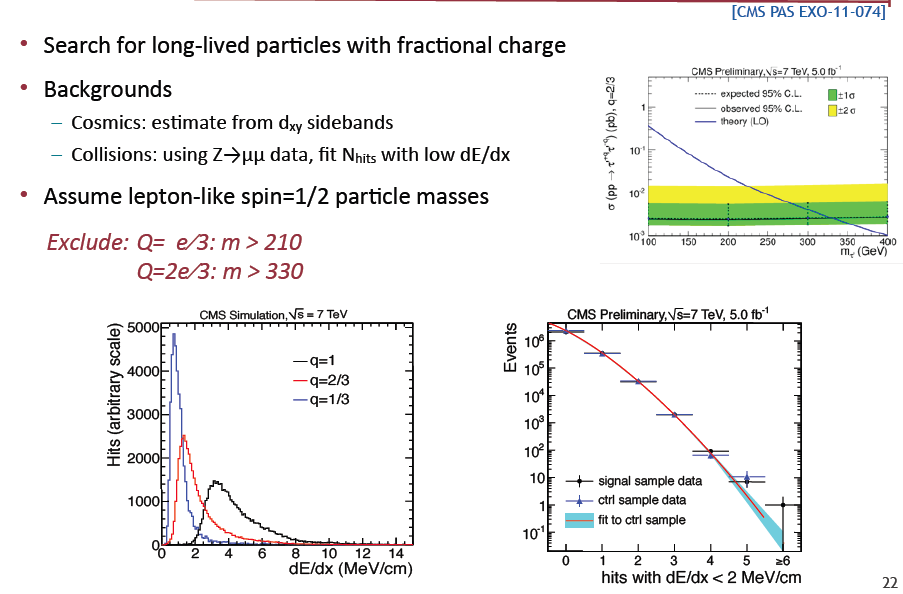 [CMS PAS EXO-11-074]
• Search for long-lived particles with fractional charge
• Backgrounds
– Cosmics: estimate from dxy sidebands
– Collisions: using Z→μμ data, fit Nhits with low dE/dx
• Assume lepton-like spin=1/2 particle masses
Exclude: Q= e/3: m > 210
Q=2e/3: m > 330
CMS Preliminary,√s=7 TeV, 5.0 fb-1
expected 95% C.L.
observed 95% C.L.
theory (LO)
±1σ
±2 σ
σ (pp → τ'+q τ'-q) (pb), q=2/3
1
10-1
10-2
10-3
100 150 200 250 300 350 400
mτ' (GeV)
CMS Simulation,√s = 7 TeV
Hits (arbitrary scale)
5000
4000
3000
2000
1000
0
q=1
q=2/3
q=1/3
0 2 4 6 8 10 12 14
dE/dx (MeV/cm)
CMS Preliminary,√s=7 TeV, 5.0 fb-1
Events
106
105
104
103
102
10
1
10-1
signal sample data
ctrl sample data
fit to ctrl sample
0 1 2 3 4 5 ≥6
hits with dE/dx < 2 MeV/cm
22